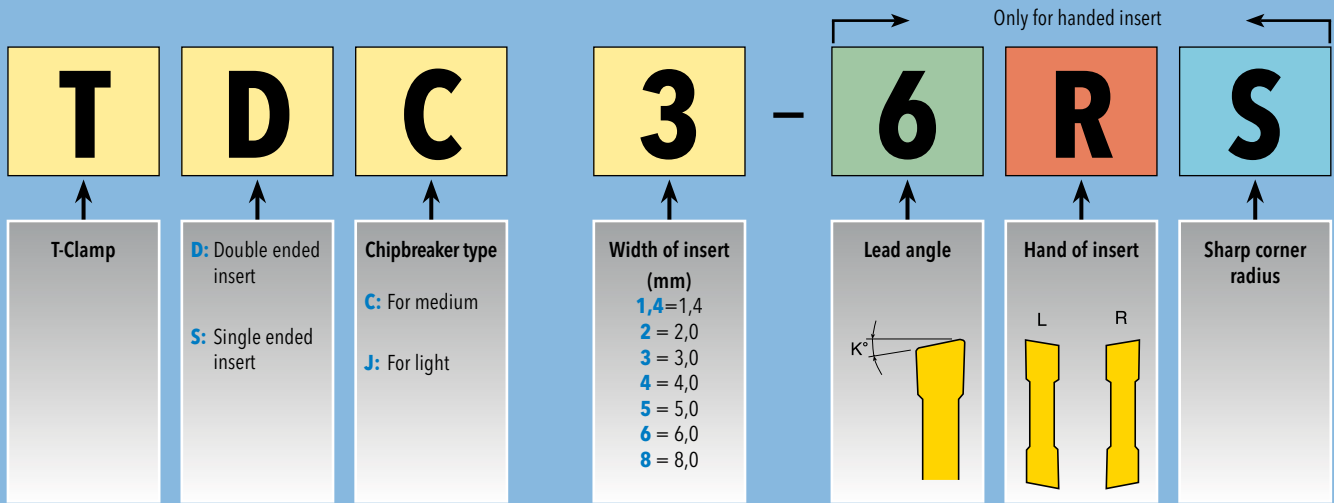 Only for handed insert
T D C 3 – 6 R S
T-Clamp
D: Double ended
insert
S: Single ended
insert
Chipbreaker type
C: For medium
J: For light
Width of insert
(mm)
1,4=1,4
2 = 2,0
3 = 3,0
4 = 4,0
5 = 5,0
6 = 6,0
8 = 8,0
Lead angle
K°
Hand of insert
L R
Sharp corner
radius